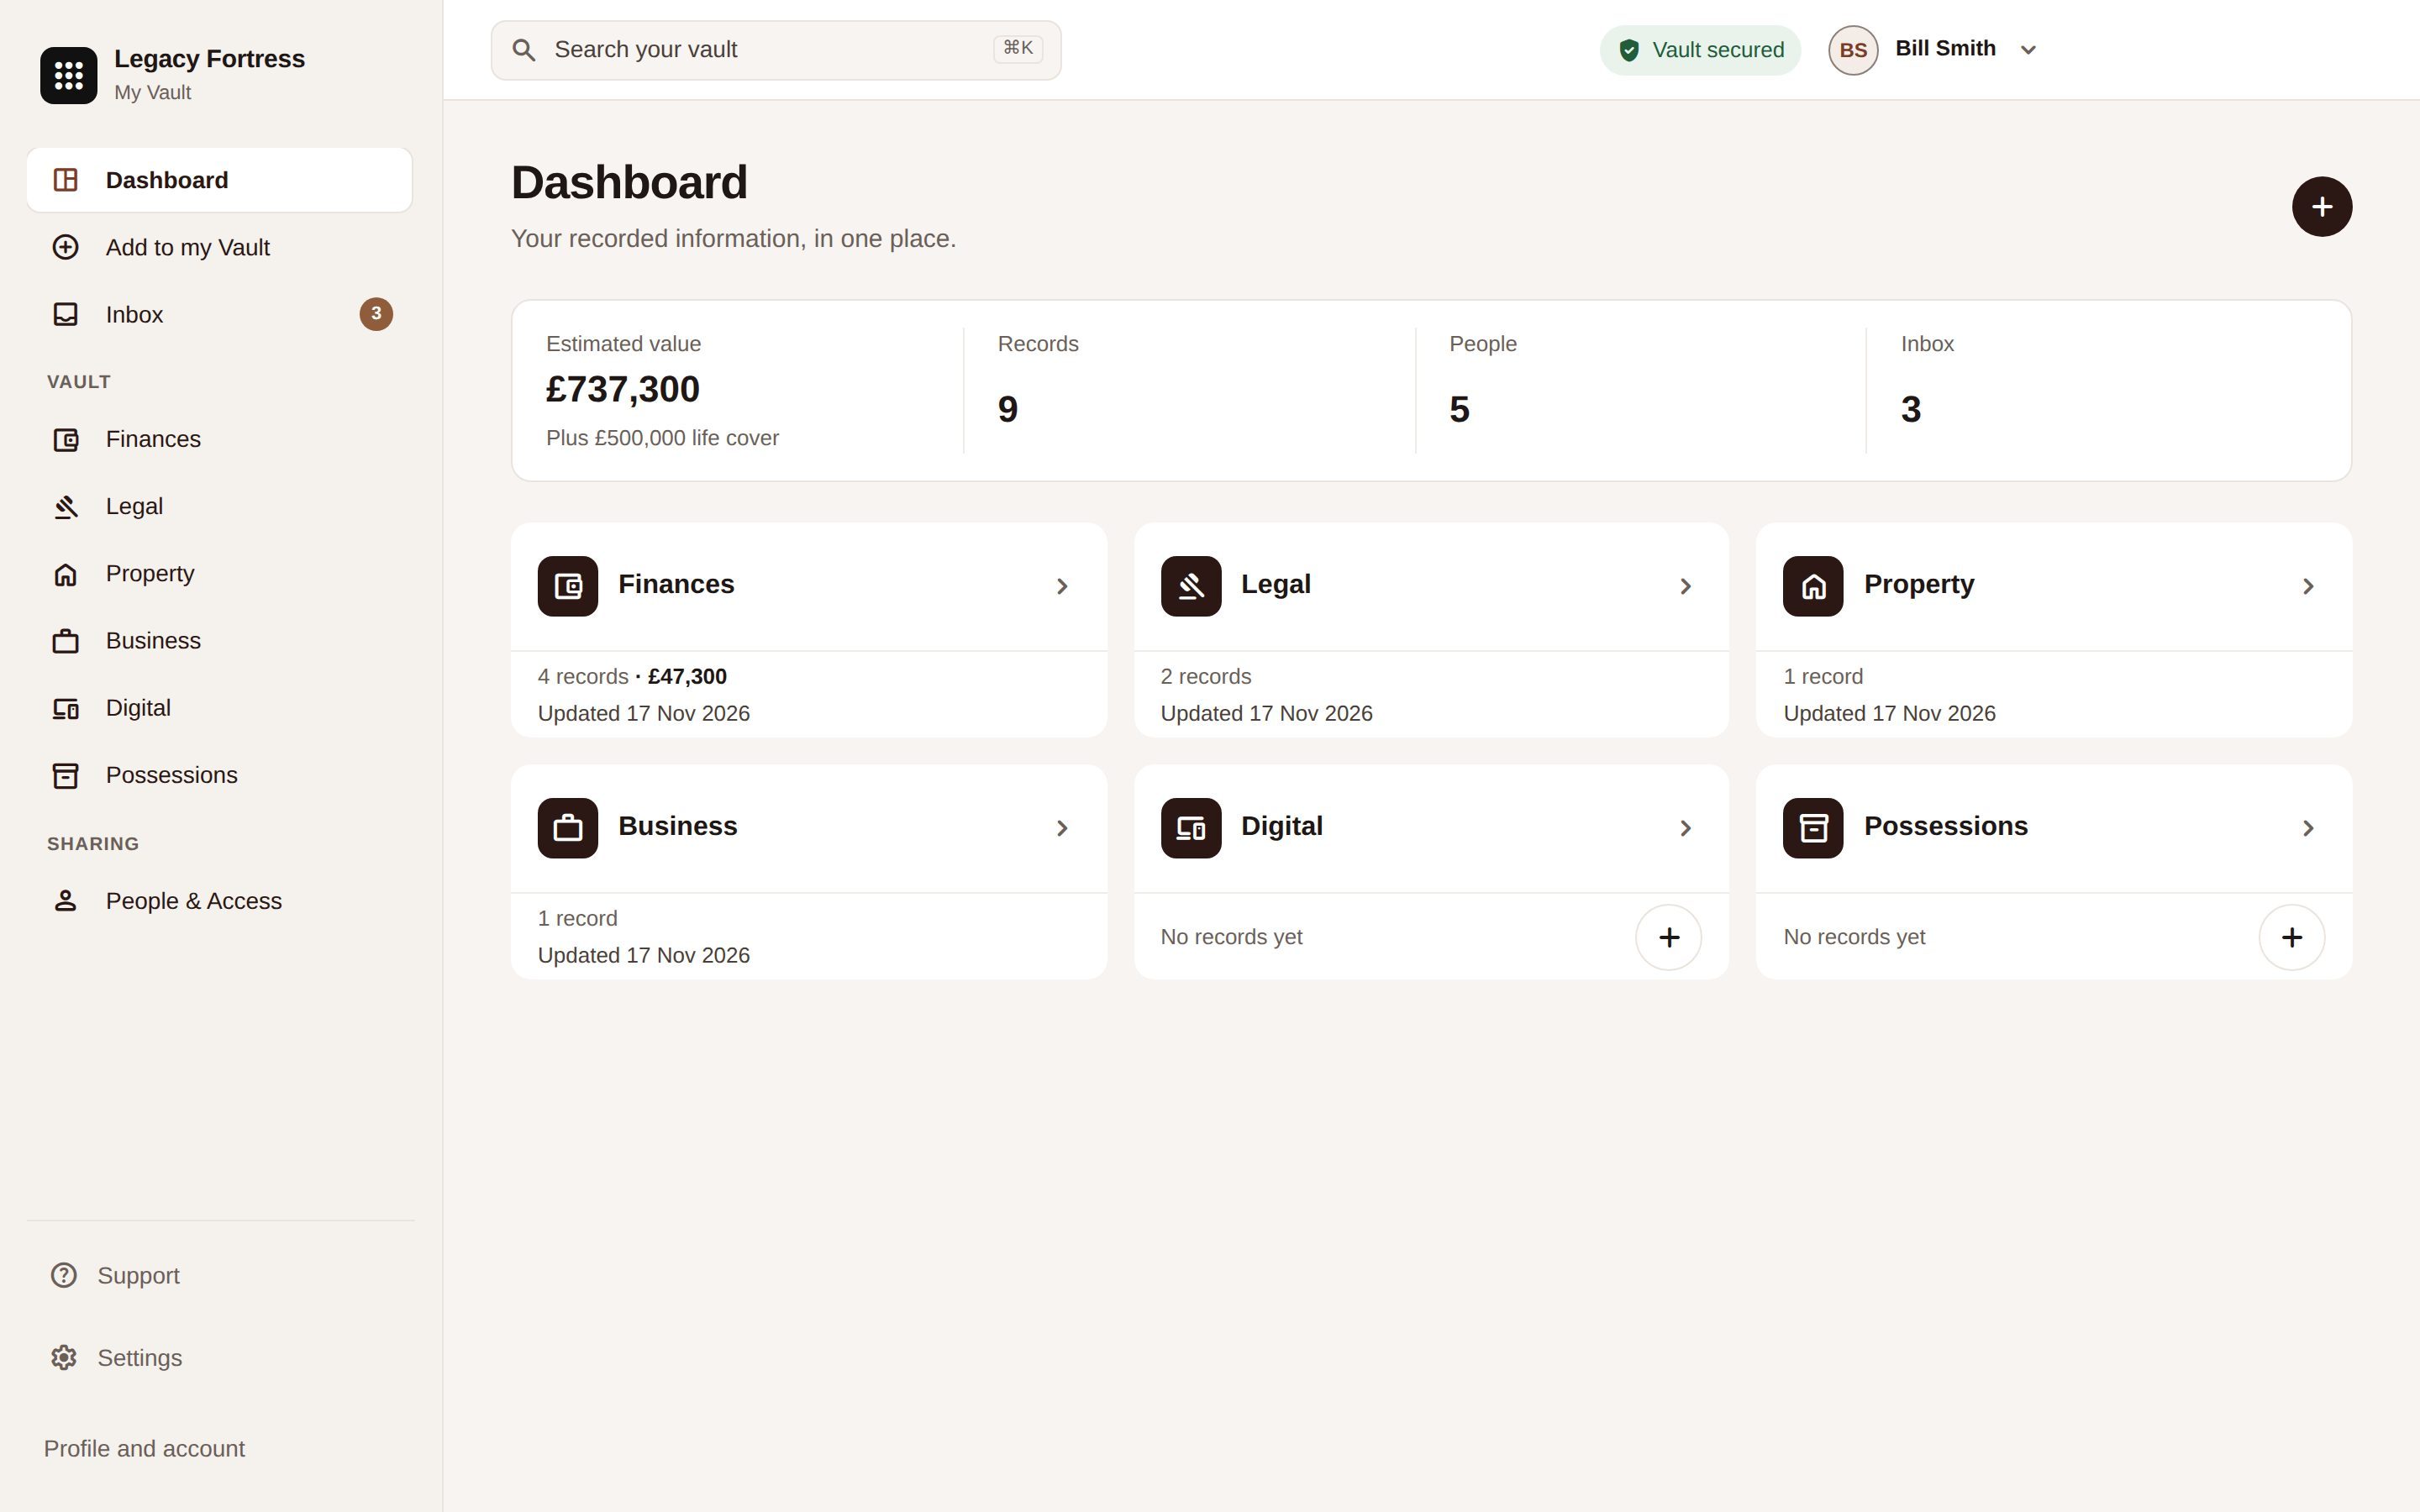 Legacy Fortress
My Vault
Dashboard
Add to my Vault
Inbox
3
VAULT
Finances
Legal
Property
Business
Digital
Possessions
SHARING
People & Access
Support
Settings
Profile and account
Search your vault
⌘K
Vault secured
BS
Bill Smith
Dashboard
Your recorded information, in one place.
Estimated value
£737,300
Plus £500,000 life cover
Records
9
People
5
Inbox
3
Finances
4 records · £47,300
Updated 17 Nov 2026
Legal
2 records
Updated 17 Nov 2026
Property
1 record
Updated 17 Nov 2026
Business
1 record
Updated 17 Nov 2026
Digital
No records yet
Possessions
No records yet